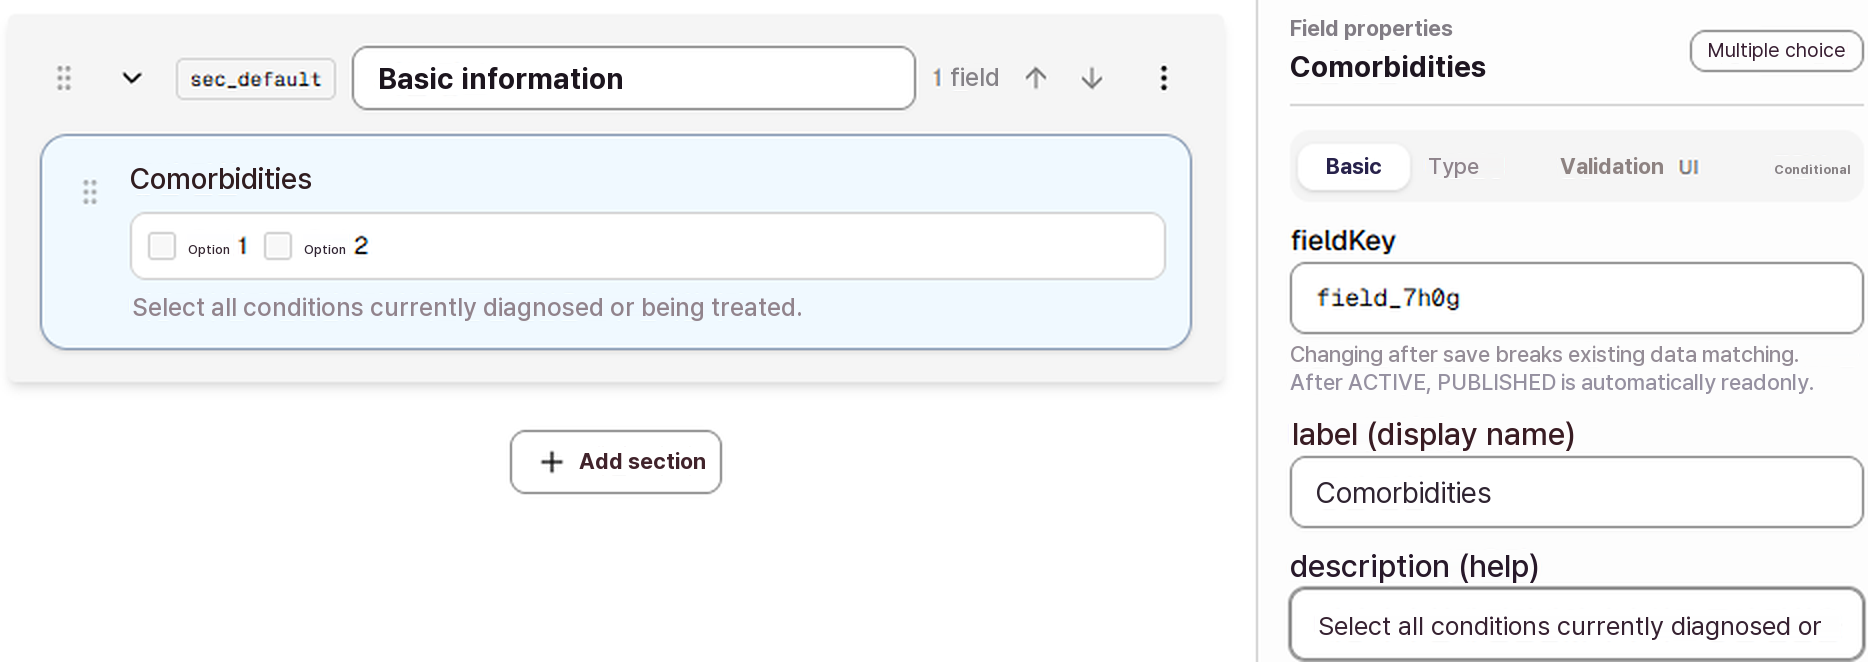 sec_default Basic information 1 field
Comorbidities
Option 1 Option 2
Select all conditions currently diagnosed or being treated.
Add section
Field properties
Comorbidities
Multiple choice
Basic Type Validation UI Conditional
fieldKey
field_7h0g
Changing after save breaks existing data matching.
After ACTIVE, PUBLISHED is automatically readonly.
label (display name)
Comorbidities
description (help)
Select all conditions currently diagnosed or